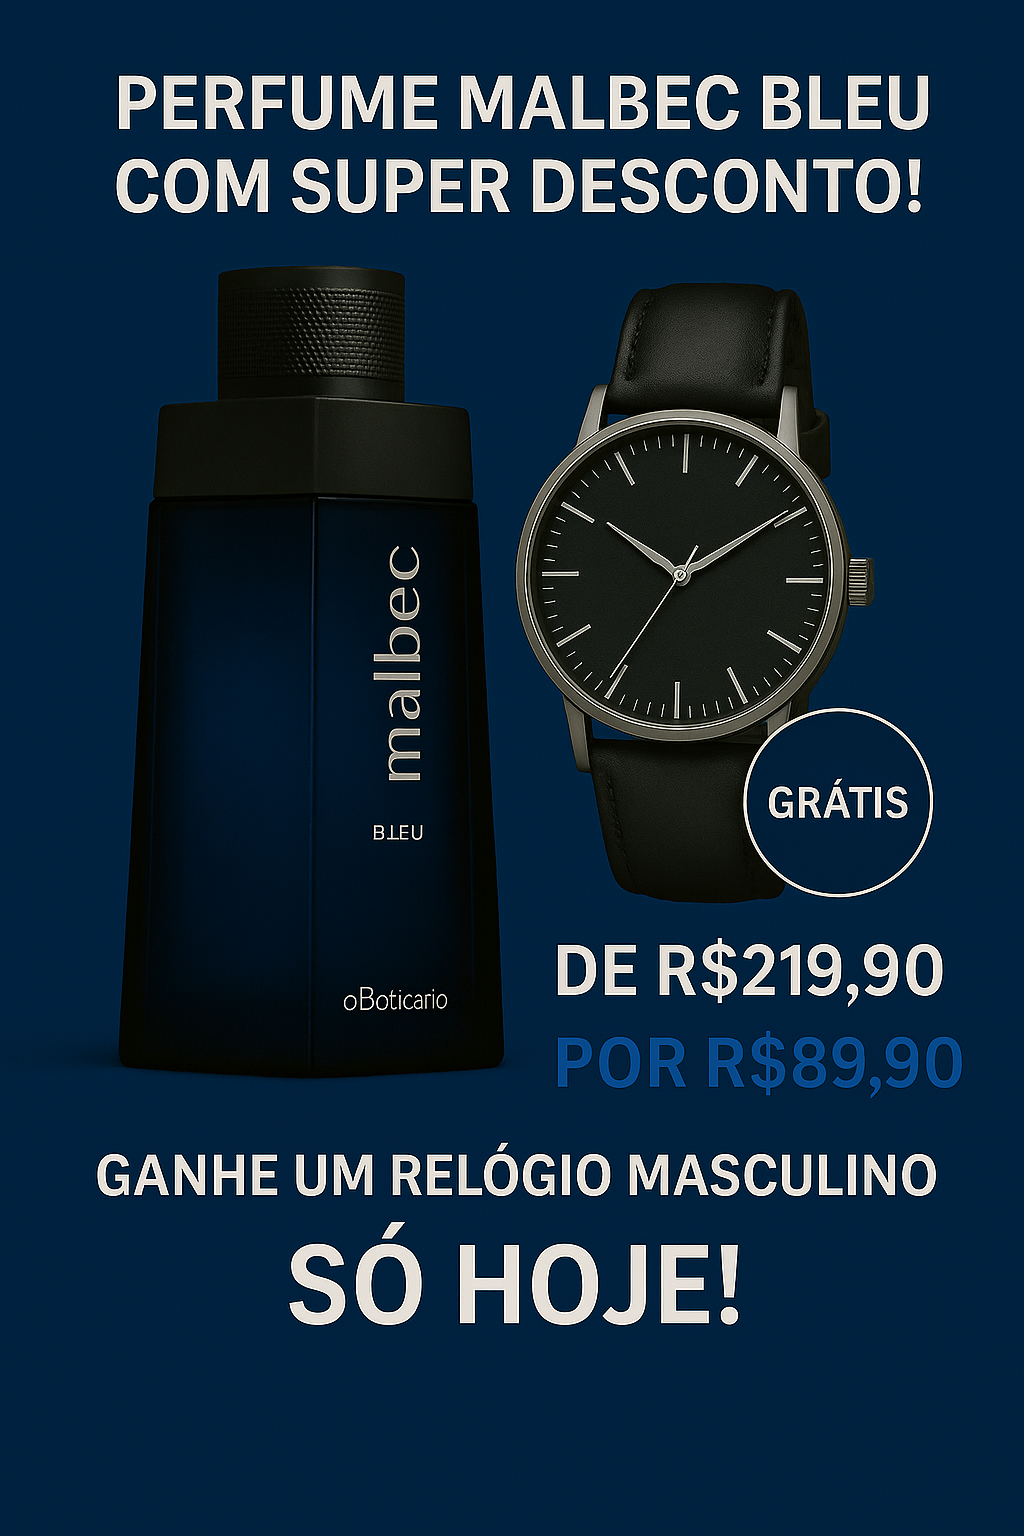 PERFUME MALBEC BLEU
COM SUPER DESCONTO!
malbec
BLEU
oBoticario
GRÁTIS
DE R$219,90
POR R$89,90
GANHE UM RELÓGIO MASCULINO
SÓ HOJE!